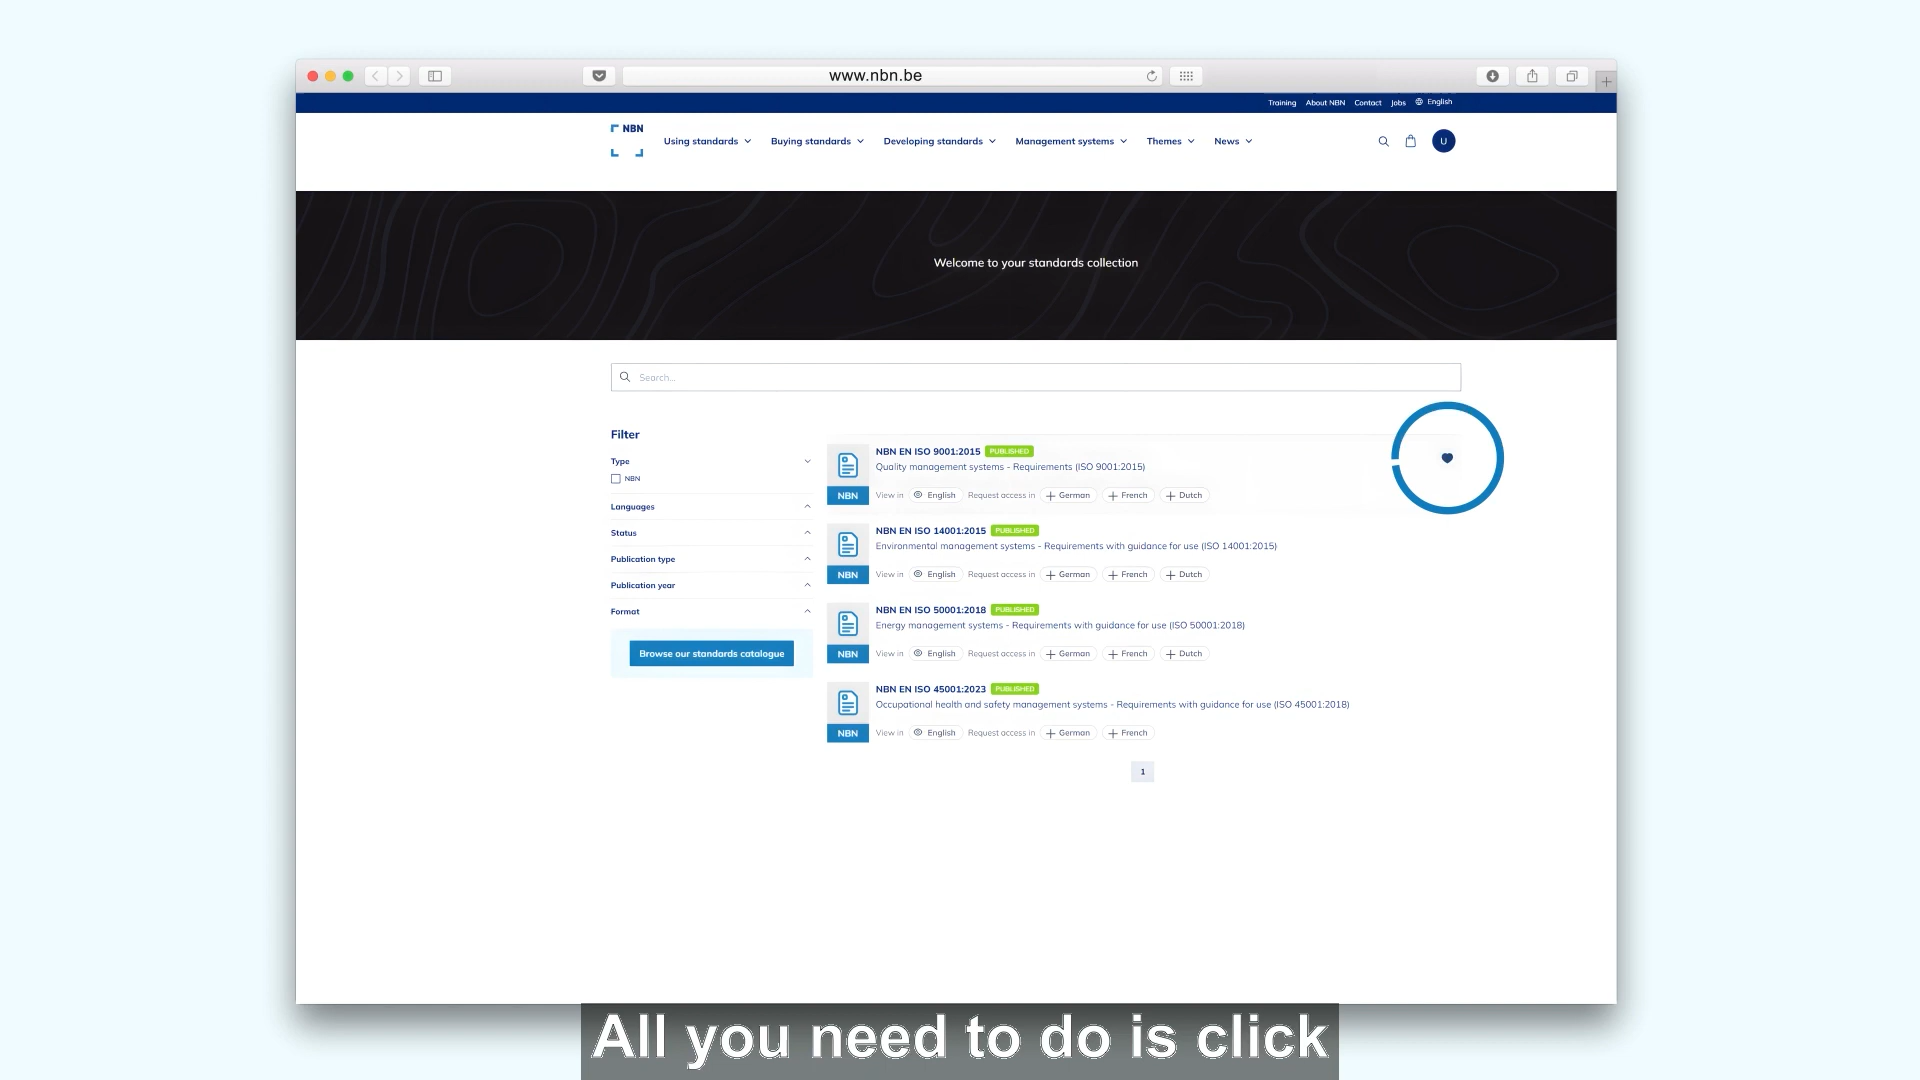 www.nbn.be
Training About NBN Contact Jobs English
NBN
Using standards Buying standards Developing standards Management systems Themes News
U
Welcome to your standards collection
Search...
Filter
Type
NBN
Languages
Status
Publication type
Publication year
Format
Browse our standards catalogue
NBN EN ISO 9001:2015 PUBLISHED
Quality management systems - Requirements (ISO 9001:2015)
NBN View in English Request access in German French Dutch
NBN EN ISO 14001:2015 PUBLISHED
Environmental management systems - Requirements with guidance for use (ISO 14001:2015)
NBN View in English Request access in German French Dutch
NBN EN ISO 50001:2018 PUBLISHED
Energy management systems - Requirements with guidance for use (ISO 50001:2018)
NBN View in English Request access in German French Dutch
NBN EN ISO 45001:2023 PUBLISHED
Occupational health and safety management systems - Requirements with guidance for use (ISO 45001:2018)
NBN View in English Request access in German French
1
All you need to do is click